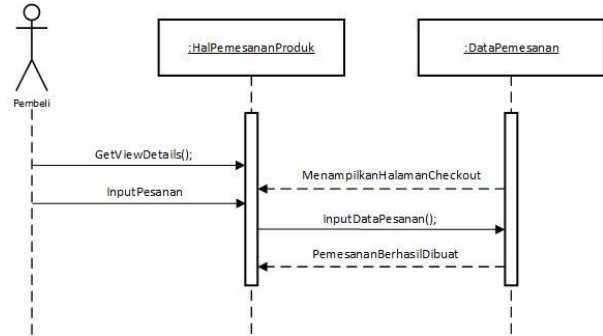 :HalPemesananProduk
:DataPemesanan
Pembeli
GetViewDetails();
MenampilkanHalamanCheckout
InputPesanan
InputDataPesanan();
PemesananBerhasilDibuat